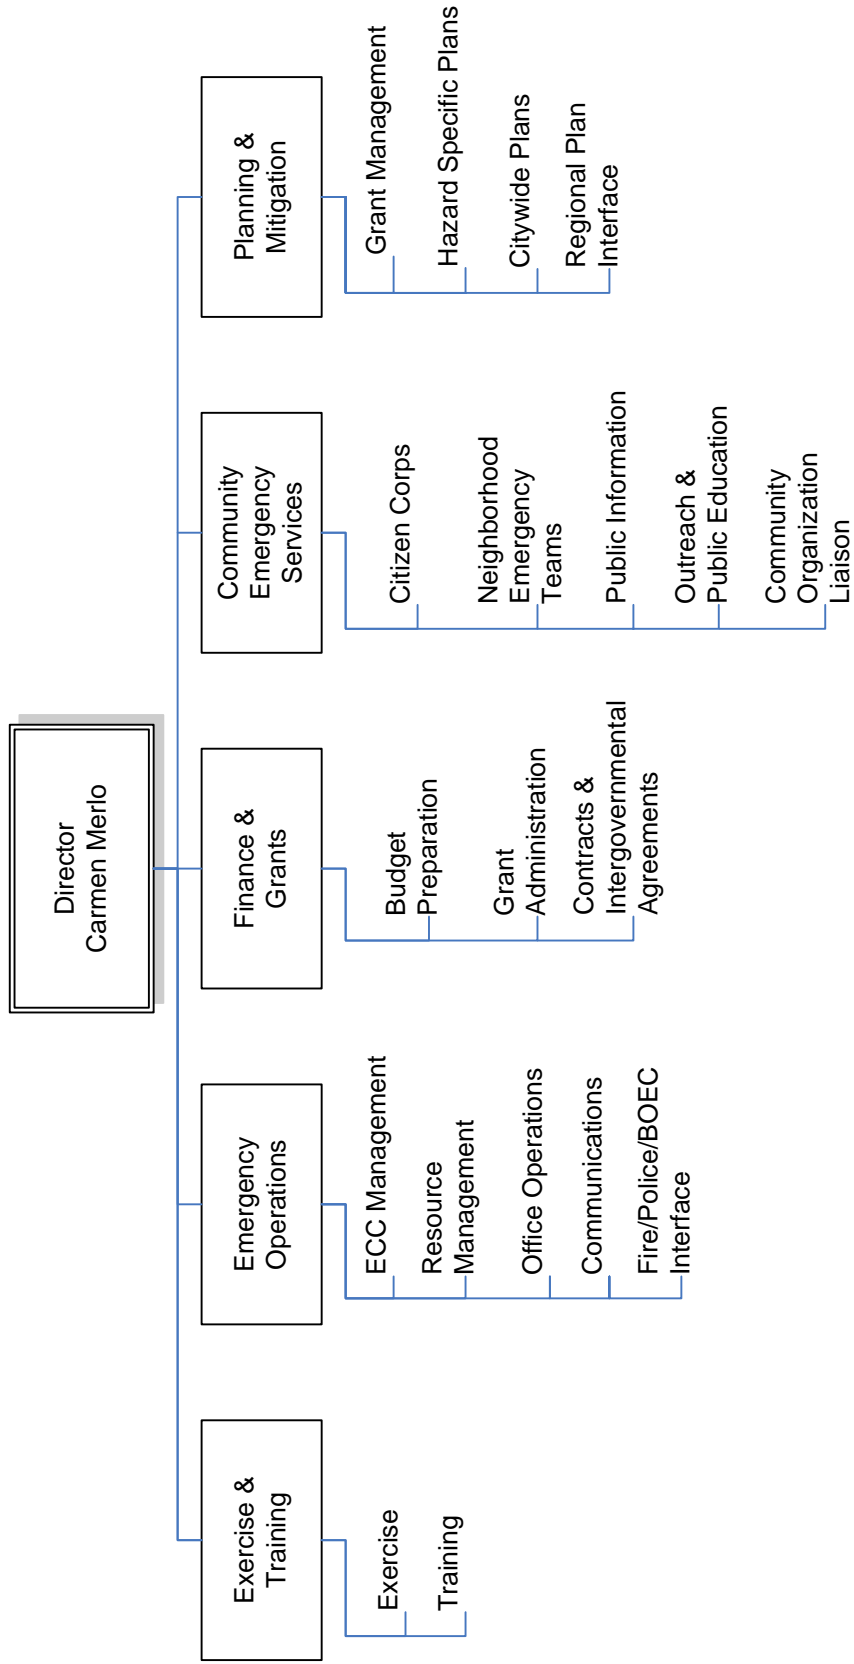 Director
Carmen Merlo
Exercise &
Training
Exercise
Training
Emergency
Operations
ECC Management
Resource
Management
Office Operations
Communications
Fire/Police/BOEC
Interface
Finance &
Grants
Budget
Preparation
Grant
Administration
Contracts &
Intergovernmental
Agreements
Community
Emergency
Services
Citizen Corps
Neighborhood
Emergency
Teams
Public Information
Outreach &
Public Education
Community
Organization
Liaison
Planning &
Mitigation
Grant Management
Hazard Specific Plans
Citywide Plans
Regional Plan
Interface